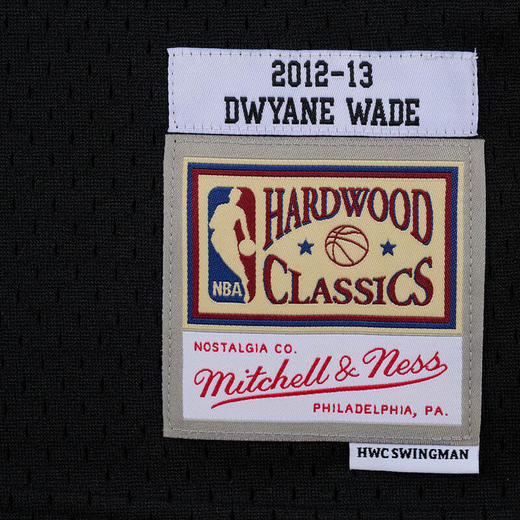 2012-13
DWYANE WADE
HARDWOOD
NBA
CLASSICS
NOSTALGIA CO.
Mitchell & Ness
PHILADELPHIA, PA.
HWC SWINGMAN